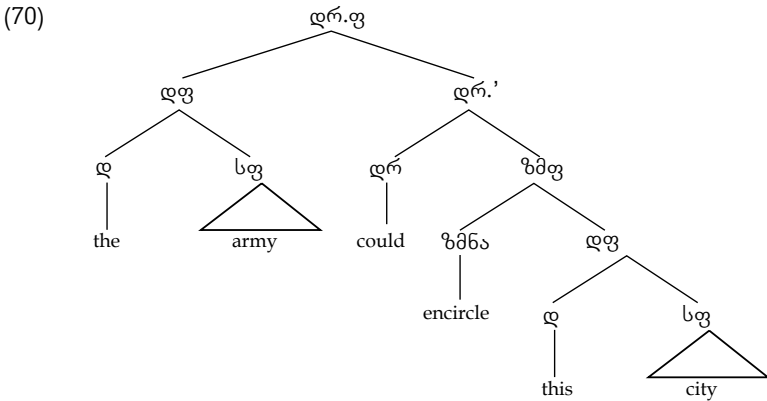 (70)
დრ.ფ
დფ დრ.’
დ სფ დრ ზმფ
the army could ზმნა დფ
encircle დ სფ
this city